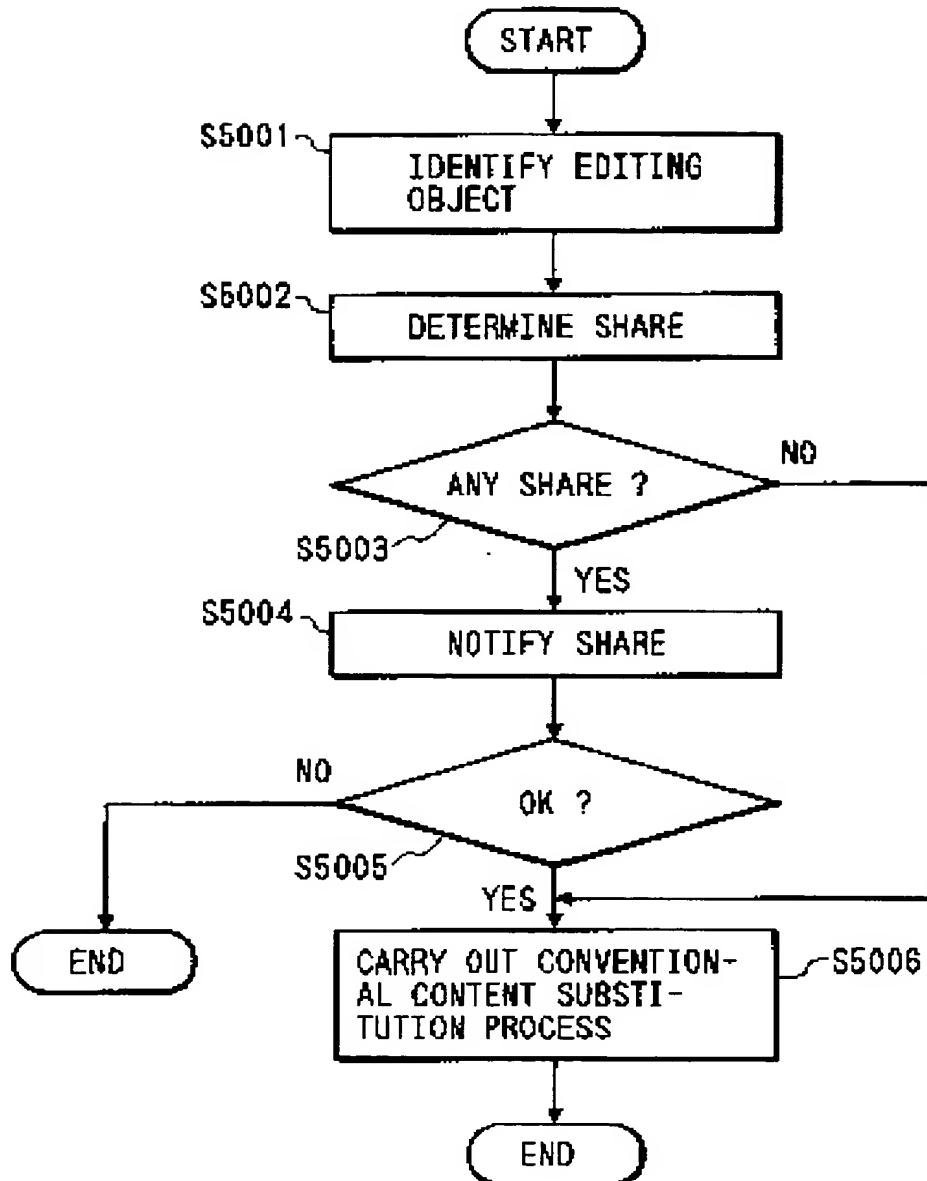 START
S5001
IDENTIFY EDITING
OBJECT
S5002
DETERMINE SHARE
ANY SHARE ?
NO
S5003
YES
S5004
NOTIFY SHARE
NO
OK ?
S5005
YES
END
CARRY OUT CONVENTION-
AL CONTENT SUBSTI-
TUTION PROCESS
S5006
END